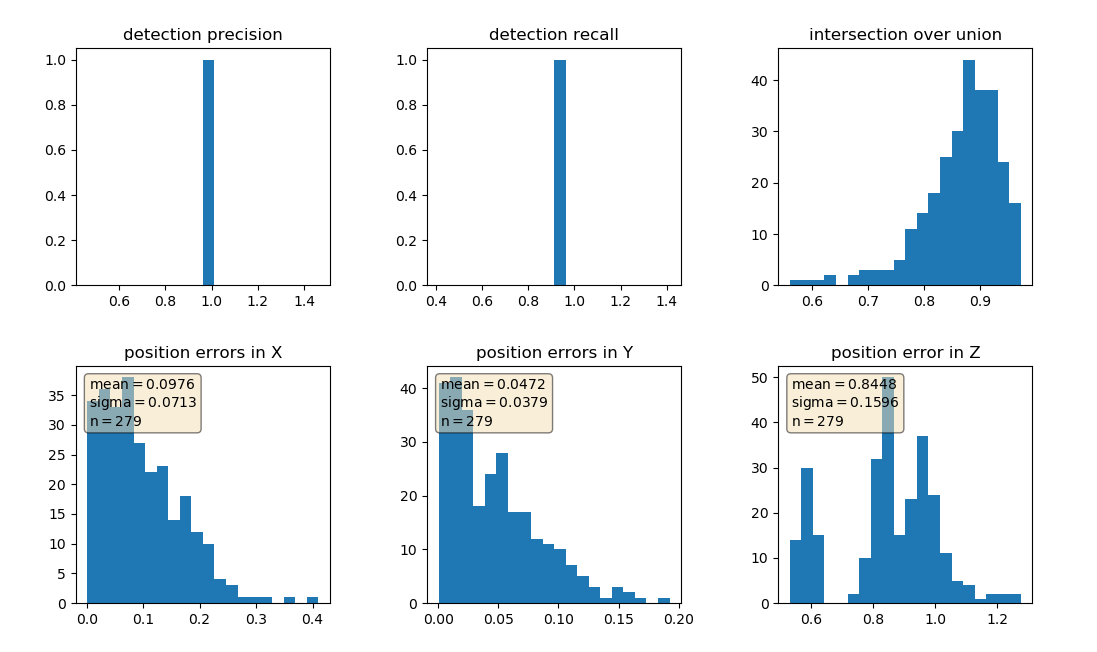 detection precision
1.0
0.8
0.6
0.4
0.2
0.0
0.6 0.8 1.0 1.2 1.4
detection recall
1.0
0.8
0.6
0.4
0.2
0.0
0.4 0.6 0.8 1.0 1.2 1.4
intersection over union
40
30
20
10
0
0.6 0.7 0.8 0.9
position errors in X
mean = 0.0976
sigma = 0.0713
n = 279
35
30
25
20
15
10
5
0
0.0 0.1 0.2 0.3 0.4
position errors in Y
mean = 0.0472
sigma = 0.0379
n = 279
40
30
20
10
0
0.00 0.05 0.10 0.15 0.20
position error in Z
mean = 0.8448
sigma = 0.1596
n = 279
50
40
30
20
10
0
0.6 0.8 1.0 1.2